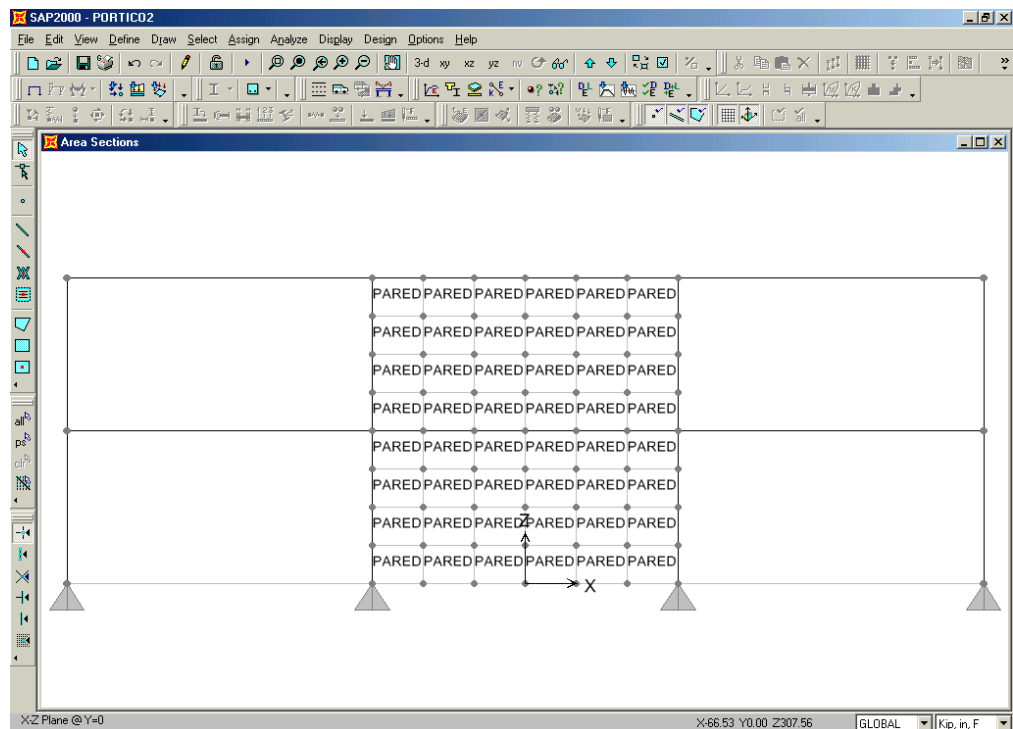 SAP2000 - PORTICO2
File Edit View Define Draw Select Assign Analyze Display Design Options Help
3-d xy xz yz nv
Area Sections
all
ps
clr
PARED PARED PARED PARED PARED PARED
PARED PARED PARED PARED PARED PARED
PARED PARED PARED PARED PARED PARED
PARED PARED PARED PARED PARED PARED
PARED PARED PARED PARED PARED PARED
PARED PARED PARED PARED PARED PARED
PARED PARED PARED PARED PARED PARED
Z
PARED PARED PARED PARED PARED PARED
X
X-Z Plane @ Y=0 X-66.53 Y0.00 Z307.56 GLOBAL Kip, in, F